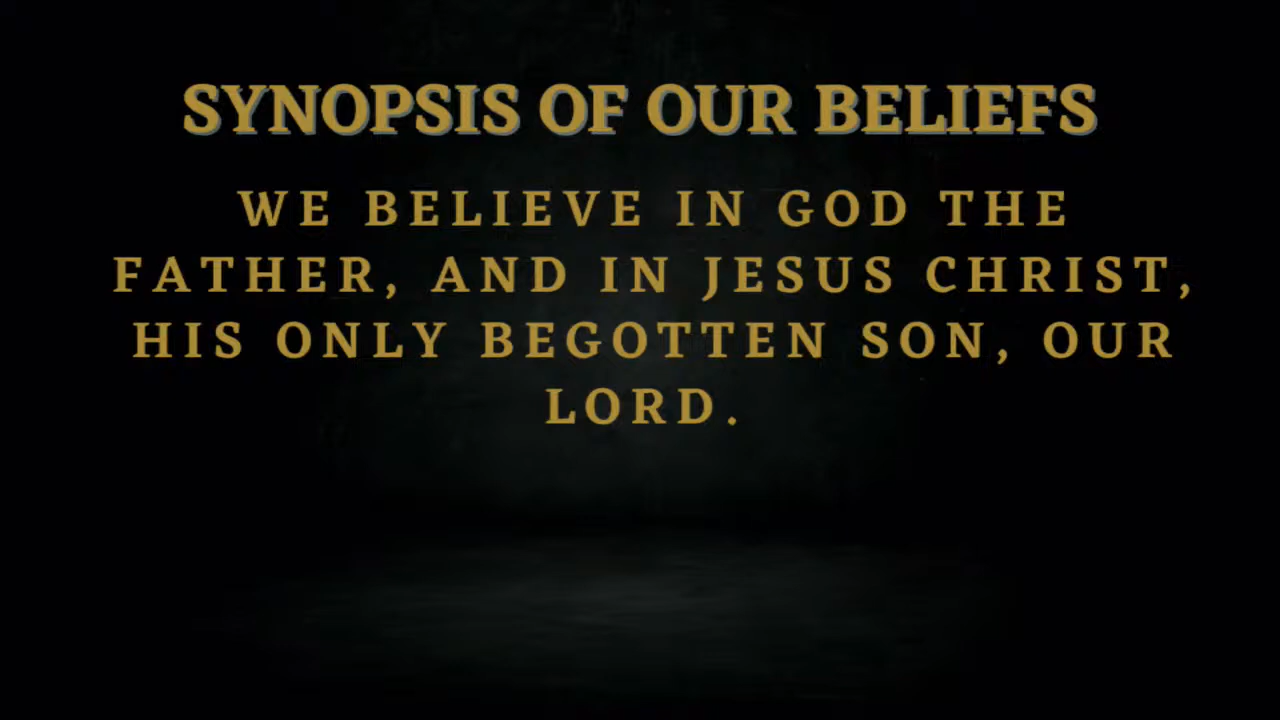 SYNOPSIS OF OUR BELIEFS
WE BELIEVE IN GOD THE
FATHER, AND IN JESUS CHRIST,
HIS ONLY BEGOTTEN SON, OUR
LORD.